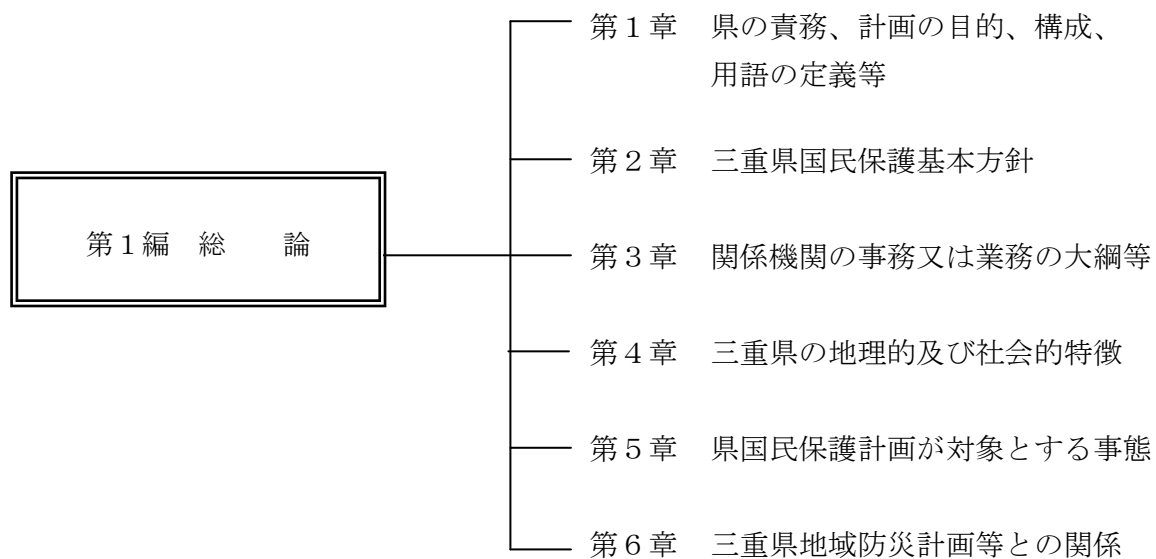 第１章　県の責務、計画の目的、構成、
用語の定義等
第２章　三重県国民保護基本方針
第１編　総　　論
第３章　関係機関の事務又は業務の大綱等
第４章　三重県の地理的及び社会的特徴
第５章　県国民保護計画が対象とする事態
第６章　三重県地域防災計画等との関係